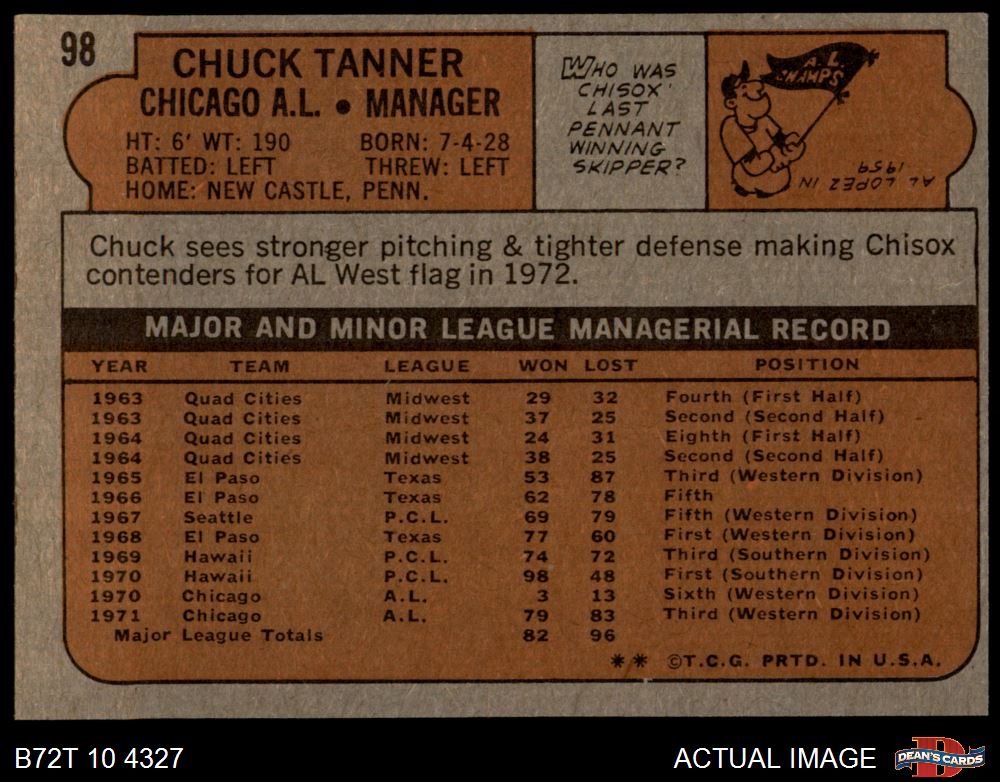 98
CHUCK TANNER
CHICAGO A.L. • MANAGER
HT: 6' WT: 190 BORN: 7-4-28
BATTED: LEFT THREW: LEFT
HOME: NEW CASTLE, PENN.
WHO WAS
CHISOX'
LAST
PENNANT
WINNING
SKIPPER?
A.L.
CHAMPS
AL LOPEZ IN
1959
Chuck sees stronger pitching & tighter defense making Chisox
contenders for AL West flag in 1972.
MAJOR AND MINOR LEAGUE MANAGERIAL RECORD
YEAR TEAM LEAGUE WON LOST POSITION
1963 Quad Cities Midwest 29 32 Fourth (First Half)
1963 Quad Cities Midwest 37 25 Second (Second Half)
1964 Quad Cities Midwest 24 31 Eighth (First Half)
1964 Quad Cities Midwest 38 25 Second (Second Half)
1965 El Paso Texas 53 87 Third (Western Division)
1966 El Paso Texas 62 78 Fifth
1967 Seattle P.C.L. 69 79 Fifth (Western Division)
1968 El Paso Texas 77 60 First (Western Division)
1969 Hawaii P.C.L. 74 72 Third (Southern Division)
1970 Hawaii P.C.L. 98 48 First (Southern Division)
1970 Chicago A.L. 3 13 Sixth (Western Division)
1971 Chicago A.L. 79 83 Third (Western Division)
Major League Totals 82 96
** ©T.C.G. PRTD. IN U.S.A.
B72T 10 4327 ACTUAL IMAGE
D
DEAN'S CARDS